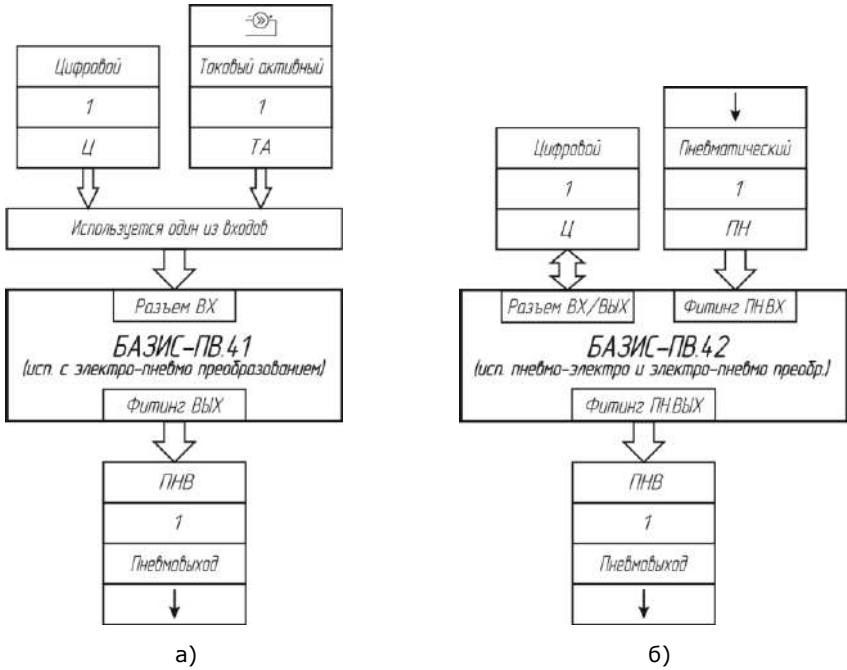 Цифровой
1
Ц
Токовый активный
1
ТА
Используется один из входов
Разъем ВХ
БАЗИС-ПВ.41
(исп. с электро-пневмо преобразованием)
Фитинг ВЫХ
ПНВ
1
Пневмовыход
а)
Цифровой
1
Ц
Пневматический
1
ПН
Разъем ВХ/ВЫХ
Фитинг ПН.ВХ
БАЗИС-ПВ.42
(исп. пневмо-электро и электро-пневмо преобр.)
Фитинг ПН.ВЫХ
ПНВ
1
Пневмовыход
б)